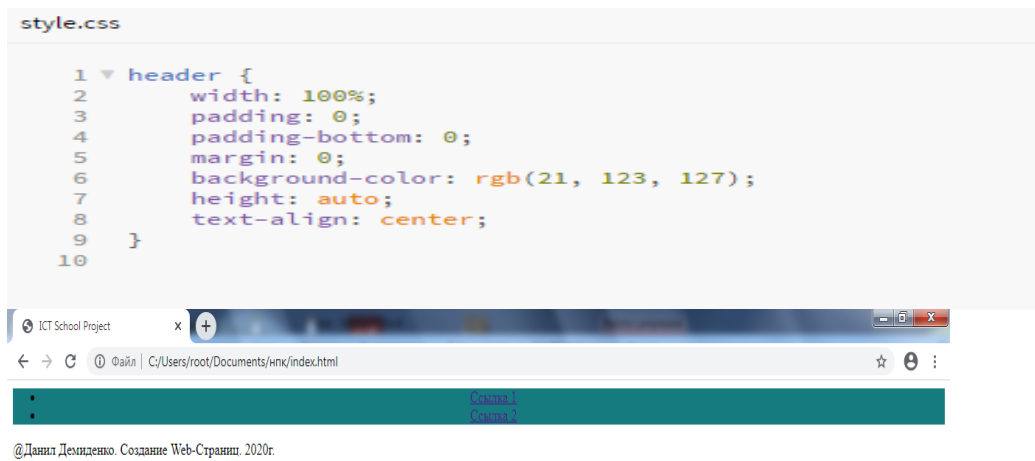 style.css
1 header {
2 width: 100%;
3 padding: 0;
4 padding-bottom: 0;
5 margin: 0;
6 background-color: rgb(21, 123, 127);
7 height: auto;
8 text-align: center;
9 }
10
ICT School Project
Файл | C:/Users/root/Documents/нпк/index.html
Ссылка 1
Ссылка 2
@Данил Демиденко. Создание Web-Страниц. 2020г.